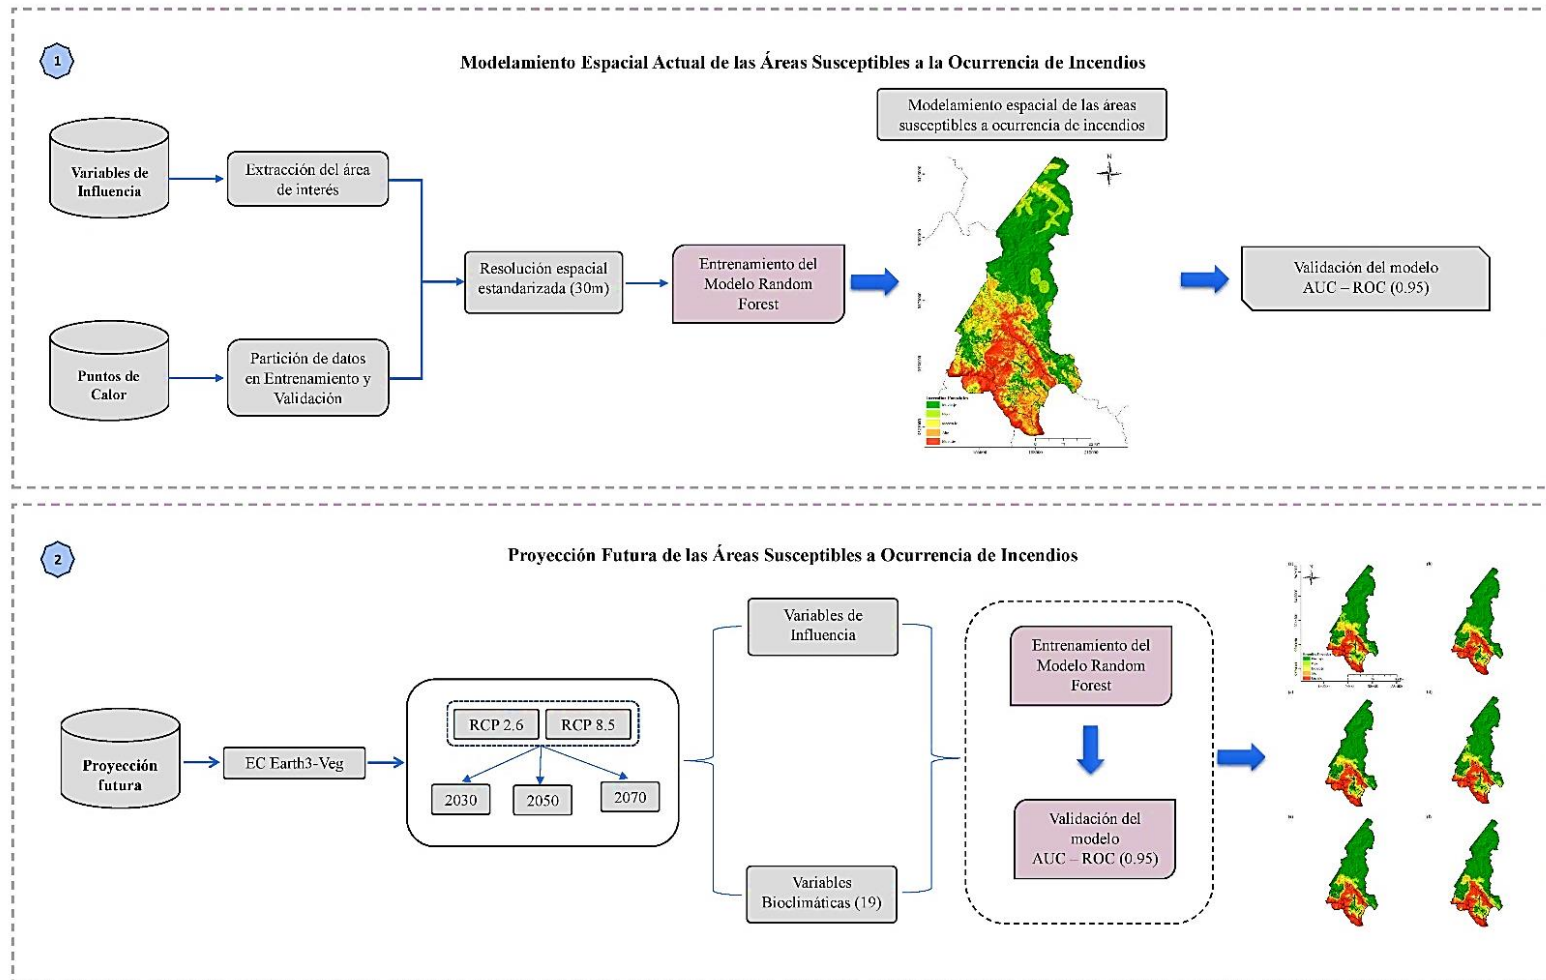 1
Modelamiento Espacial Actual de las Áreas Susceptibles a la Ocurrencia de Incendios
Variables de
Influencia
Extracción del área
de interés
Puntos de
Calor
Partición de datos
en Entrenamiento y
Validación
Resolución espacial
estandarizada (30m)
Entrenamiento del
Modelo Random
Forest
Modelamiento espacial de las áreas
susceptibles a ocurrencia de incendios
N
Validación del modelo
AUC – ROC (0.95)
2
Proyección Futura de las Áreas Susceptibles a Ocurrencia de Incendios
Proyección
futura
EC Earth3-Veg
RCP 2.6
RCP 8.5
2030
2050
2070
Variables de
Influencia
Variables
Bioclimáticas (19)
Entrenamiento del
Modelo Random
Forest
Validación del
modelo
AUC – ROC (0.95)